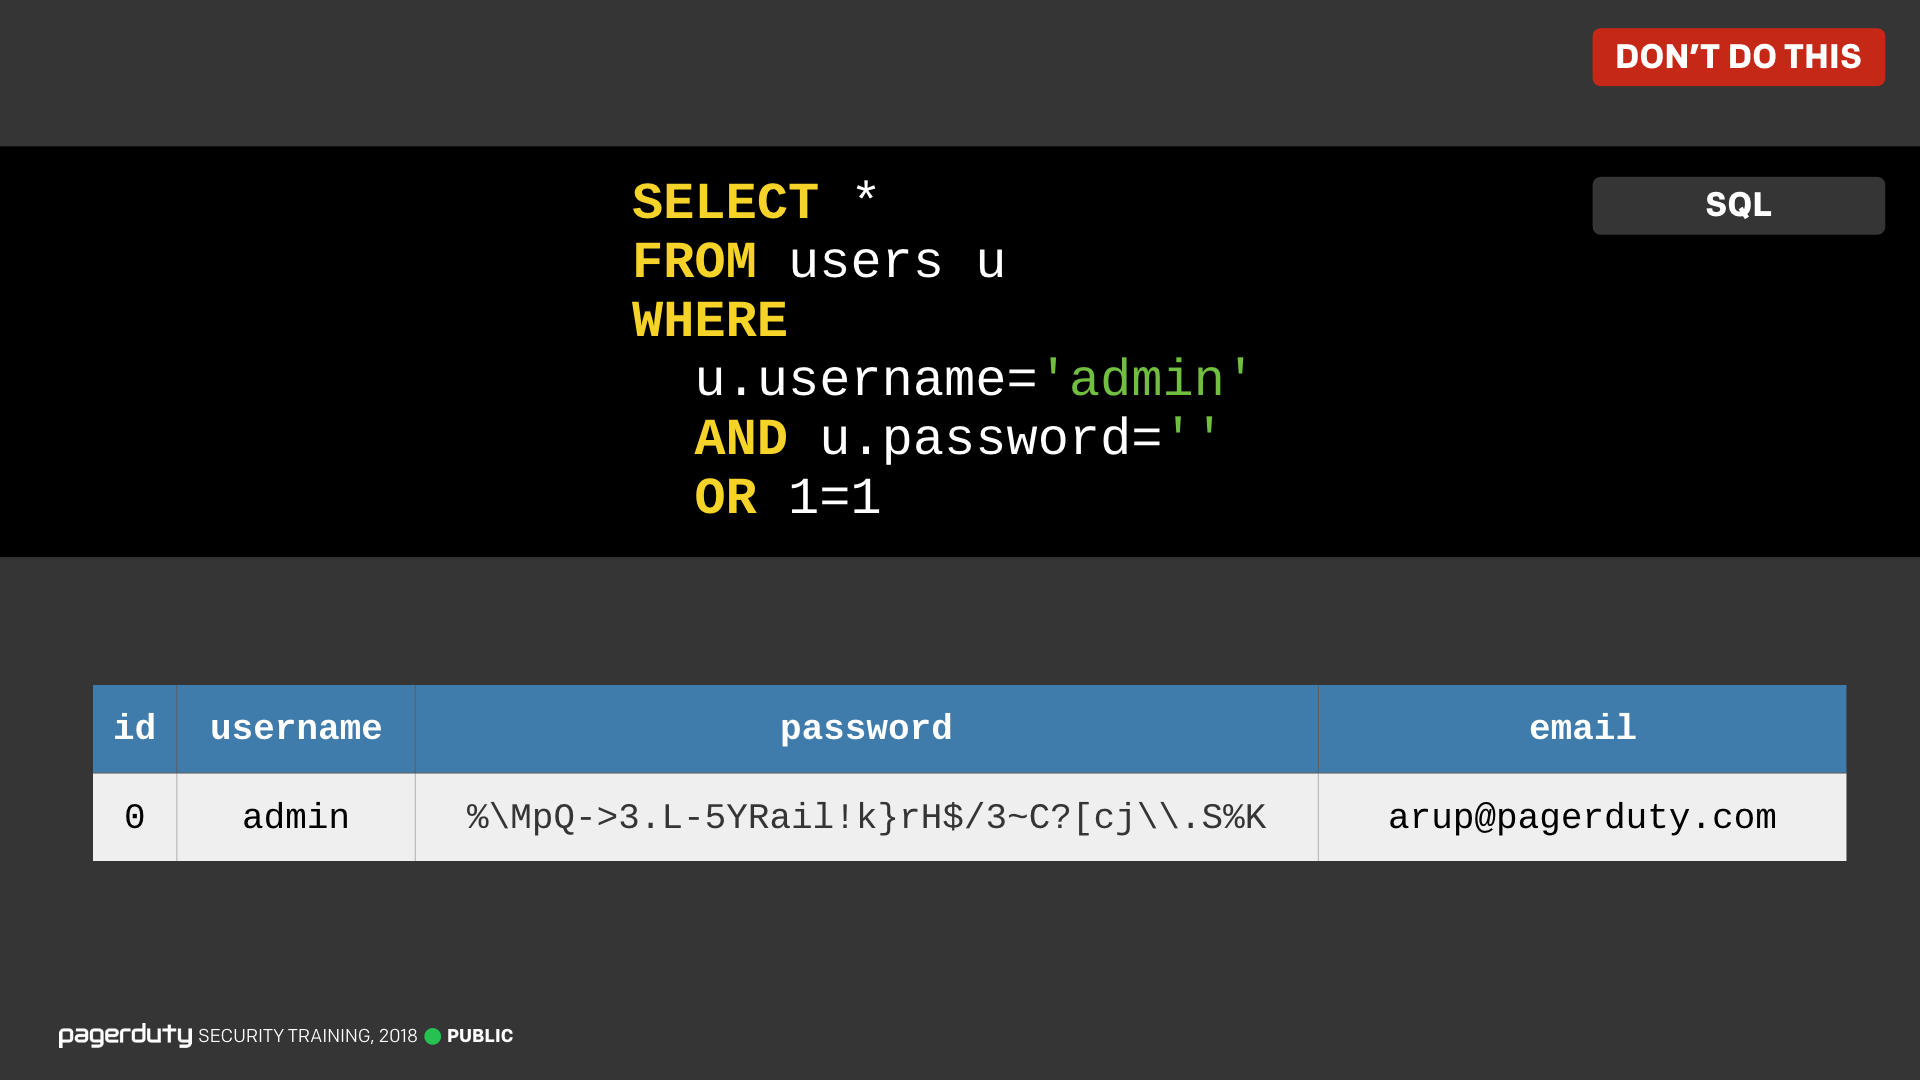 DON’T DO THIS
SELECT *
SQL
FROM users u
WHERE
u.username='admin'
AND u.password=''
OR 1=1
id username password email
0 admin %\MpQ->3.L-5YRail!k}rH$/3~C?[cj\\.S%K arup@pagerduty.com
pagerduty SECURITY TRAINING, 2018 PUBLIC